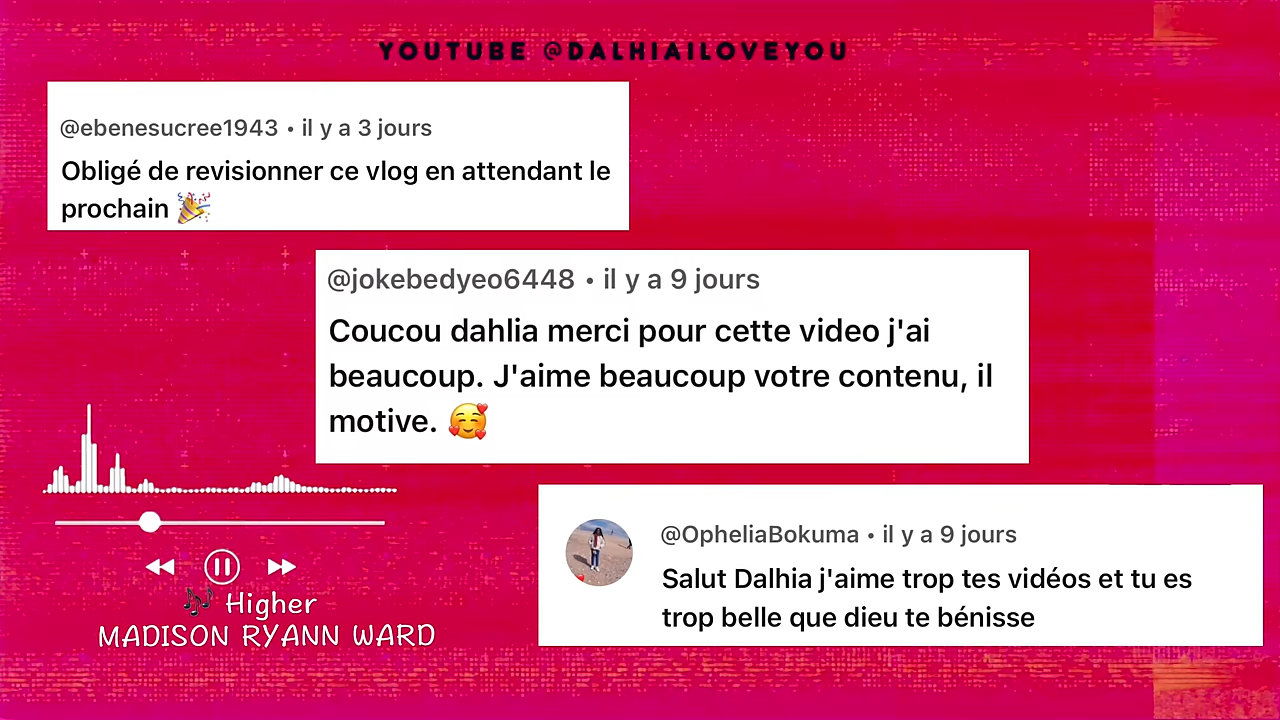 YOUTUBE @DALHIAILOVEYOU
@ebenesucree1943 • il y a 3 jours
Obligé de revisionner ce vlog en attendant le
prochain 🎉
@jokebedyeo6448 • il y a 9 jours
Coucou dahlia merci pour cette video j'ai
beaucoup. J'aime beaucoup votre contenu, il
motive. 🥰
@OpheliaBokuma • il y a 9 jours
Salut Dalhia j'aime trop tes vidéos et tu es
trop belle que dieu te bénisse
🎶 Higher
MADISON RYANN WARD